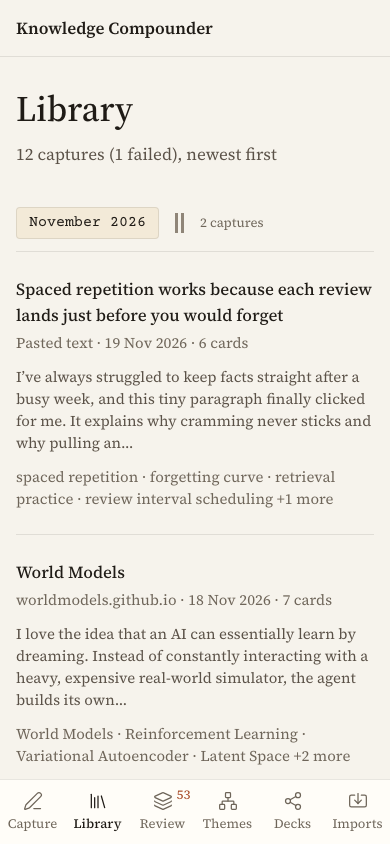 Knowledge Compounder
Library
12 captures (1 failed), newest first
November 2026
2 captures
Spaced repetition works because each review
lands just before you would forget
Pasted text · 19 Nov 2026 · 6 cards
I’ve always struggled to keep facts straight after a
busy week, and this tiny paragraph finally clicked
for me. It explains why cramming never sticks and
why pulling an…
spaced repetition · forgetting curve · retrieval
practice · review interval scheduling +1 more
World Models
worldmodels.github.io · 18 Nov 2026 · 7 cards
I love the idea that an AI can essentially learn by
dreaming. Instead of constantly interacting with a
heavy, expensive real-world simulator, the agent
builds its own…
World Models · Reinforcement Learning ·
Variational Autoencoder · Latent Space +2 more
53
Capture Library Review Themes Decks Imports